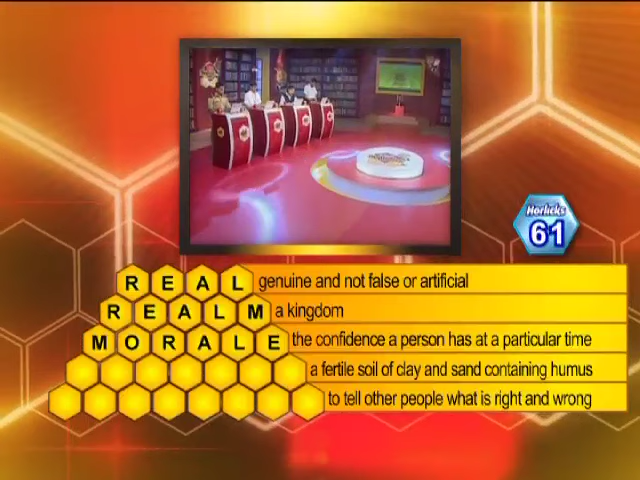 Horlicks
61
REAL genuine and not false or artificial
REALM a kingdom
MORALE the confidence a person has at a particular time
a fertile soil of clay and sand containing humus
to tell other people what is right and wrong